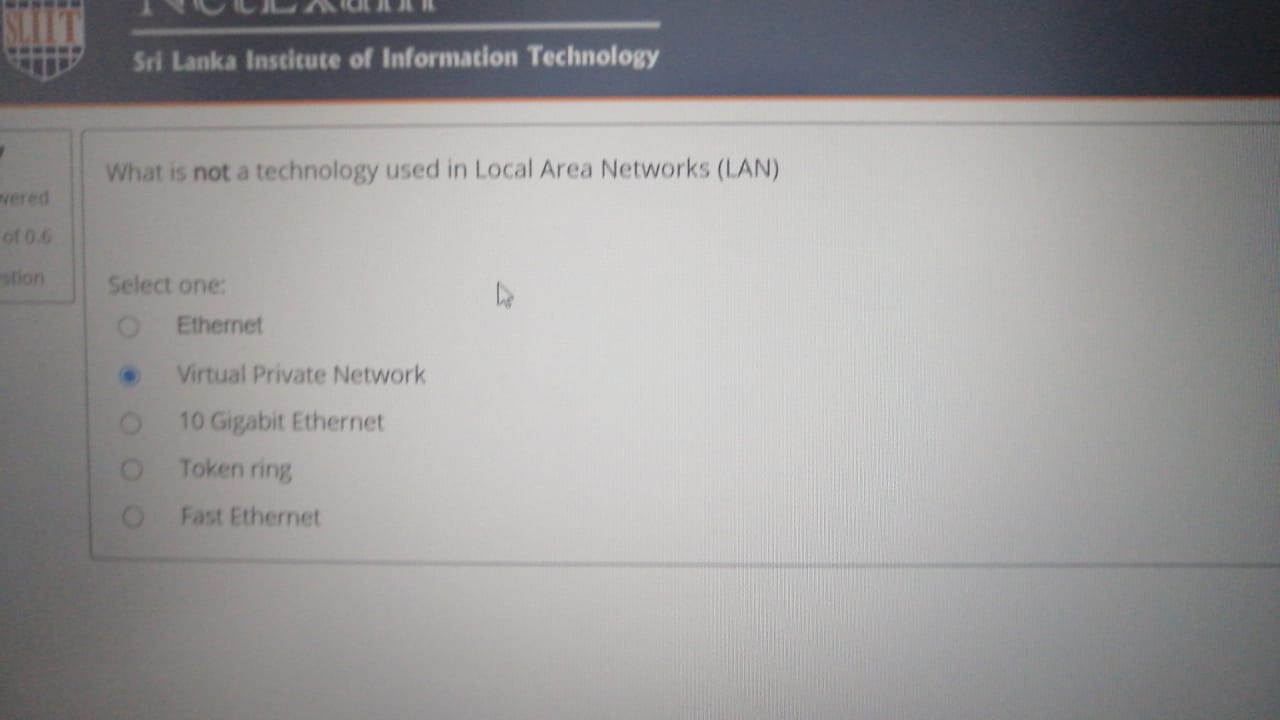 SLIIT
NetExam
Sri Lanka Institute of Information Technology
What is not a technology used in Local Area Networks (LAN)
wered
of 0.6
stion
Select one:
Ethernet
Virtual Private Network
10 Gigabit Ethernet
Token ring
Fast Ethernet